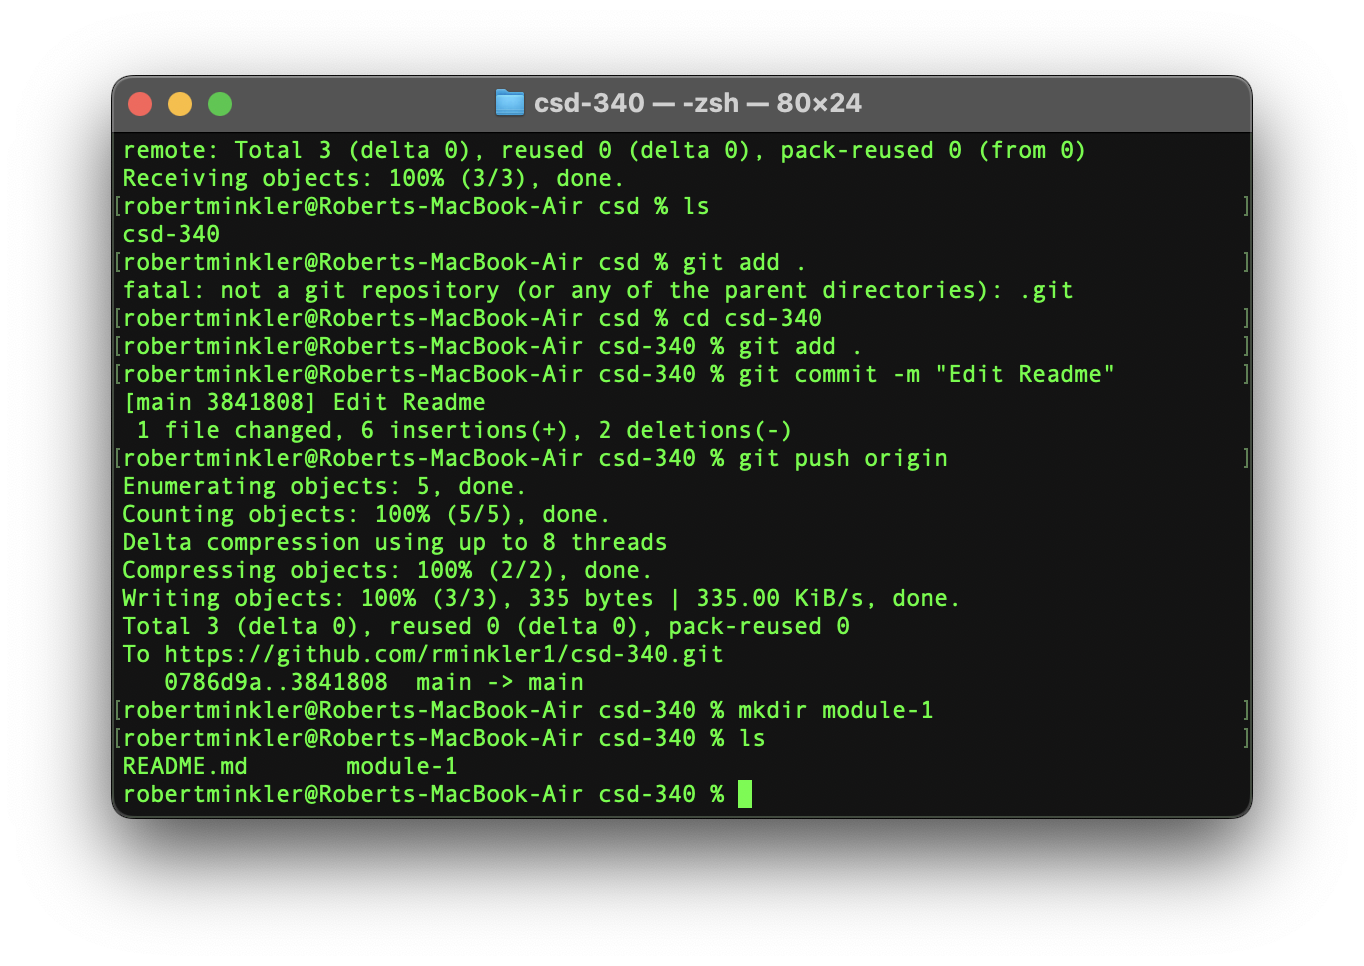 csd-340 — -zsh — 80×24
remote: Total 3 (delta 0), reused 0 (delta 0), pack-reused 0 (from 0)
Receiving objects: 100% (3/3), done.
[robertminkler@Roberts-MacBook-Air csd % ls ]
csd-340
[robertminkler@Roberts-MacBook-Air csd % git add . ]
fatal: not a git repository (or any of the parent directories): .git
[robertminkler@Roberts-MacBook-Air csd % cd csd-340 ]
[robertminkler@Roberts-MacBook-Air csd-340 % git add . ]
[robertminkler@Roberts-MacBook-Air csd-340 % git commit -m "Edit Readme" ]
[main 3841808] Edit Readme
 1 file changed, 6 insertions(+), 2 deletions(-)
[robertminkler@Roberts-MacBook-Air csd-340 % git push origin ]
Enumerating objects: 5, done.
Counting objects: 100% (5/5), done.
Delta compression using up to 8 threads
Compressing objects: 100% (2/2), done.
Writing objects: 100% (3/3), 335 bytes | 335.00 KiB/s, done.
Total 3 (delta 0), reused 0 (delta 0), pack-reused 0
To https://github.com/rminkler1/csd-340.git
   0786d9a..3841808  main -> main
[robertminkler@Roberts-MacBook-Air csd-340 % mkdir module-1 ]
[robertminkler@Roberts-MacBook-Air csd-340 % ls ]
README.md       module-1
robertminkler@Roberts-MacBook-Air csd-340 %